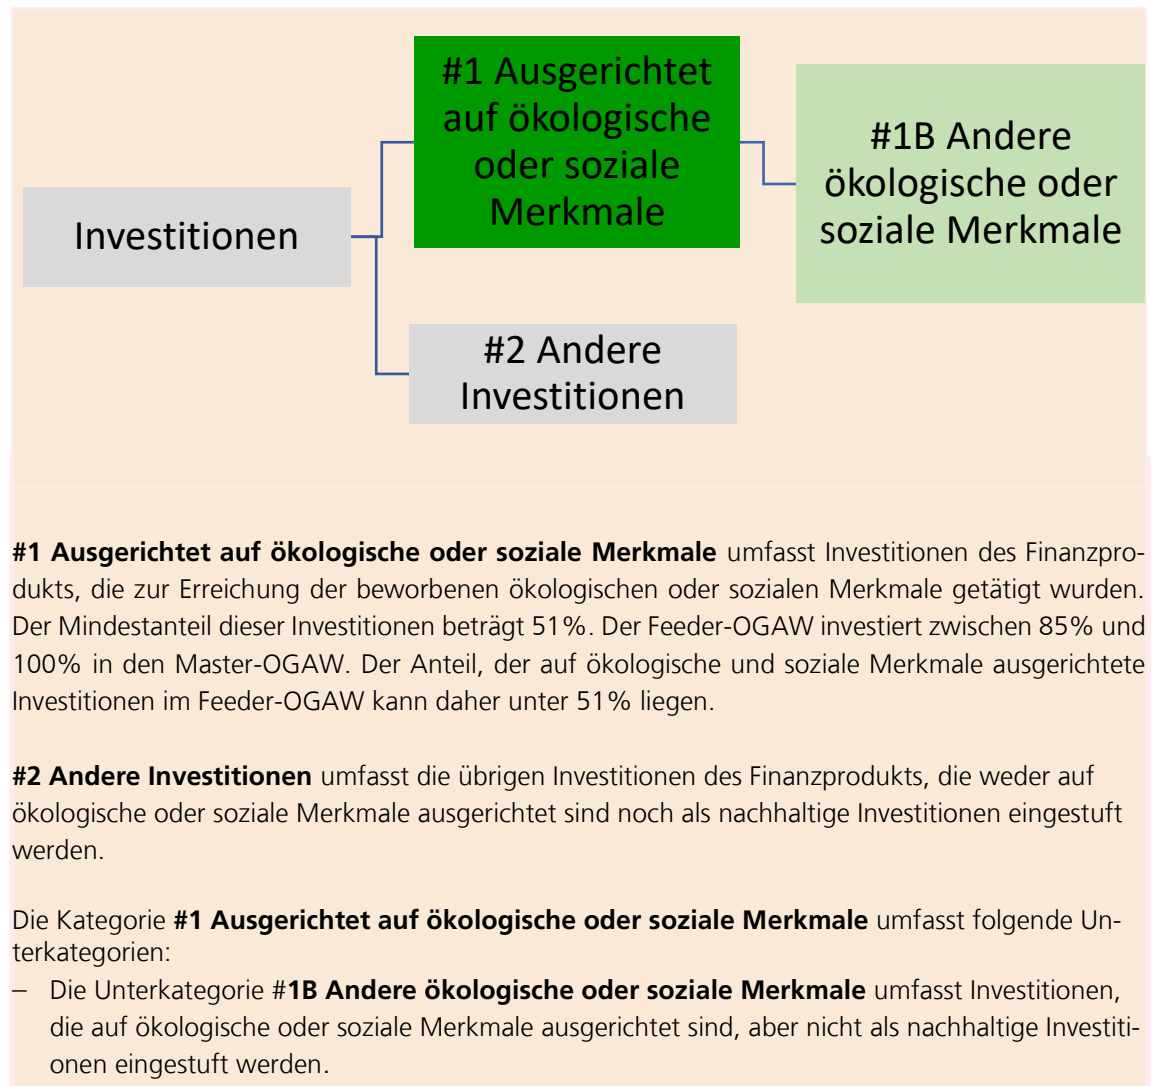 #1 Ausgerichtet
auf ökologische
oder soziale
Merkmale
#1B Andere
ökologische oder
soziale Merkmale
Investitionen
#2 Andere
Investitionen
#1 Ausgerichtet auf ökologische oder soziale Merkmale umfasst Investitionen des Finanzpro-
dukts, die zur Erreichung der beworbenen ökologischen oder sozialen Merkmale getätigt wurden.
Der Mindestanteil dieser Investitionen beträgt 51%. Der Feeder-OGAW investiert zwischen 85% und
100% in den Master-OGAW. Der Anteil, der auf ökologische und soziale Merkmale ausgerichtete
Investitionen im Feeder-OGAW kann daher unter 51% liegen.
#2 Andere Investitionen umfasst die übrigen Investitionen des Finanzprodukts, die weder auf
ökologische oder soziale Merkmale ausgerichtet sind noch als nachhaltige Investitionen eingestuft
werden.
Die Kategorie #1 Ausgerichtet auf ökologische oder soziale Merkmale umfasst folgende Un-
terkategorien:
– Die Unterkategorie #1B Andere ökologische oder soziale Merkmale umfasst Investitionen,
die auf ökologische oder soziale Merkmale ausgerichtet sind, aber nicht als nachhaltige Investiti-
onen eingestuft werden.